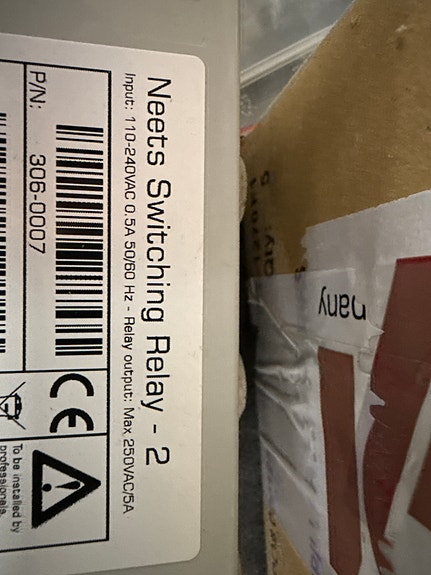 Neets Switching Relay - 2
Input: 110-240VAC 0.5A 50/60 Hz - Relay output: Max 250VAC/5A
P/N: 306-0007
CE
To be installed by
professionals.
many